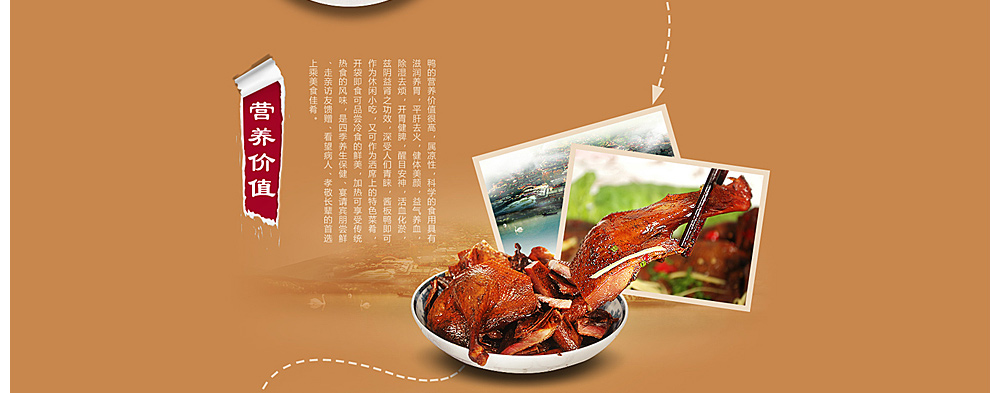 营养价值
鸭的营养价值很高，属凉性，科学的食用具有
滋润养胃，平肝去火，健体美颜，益气养血，
除湿去烦，开胃健脾，醒目安神，活血化淤，
兹阴益肾之功效，深受人们青睐，酱板鸭即可
作为休闲小吃，又可作为酒席上的特色菜肴，
开袋即食可品尝冷食的鲜美，加热可享受传统
热食的风味，是四季养生保健、宴请宾朋尝鲜
、走亲访友馈赠、看望病人、孝敬长辈的首选
上乘美食佳肴。